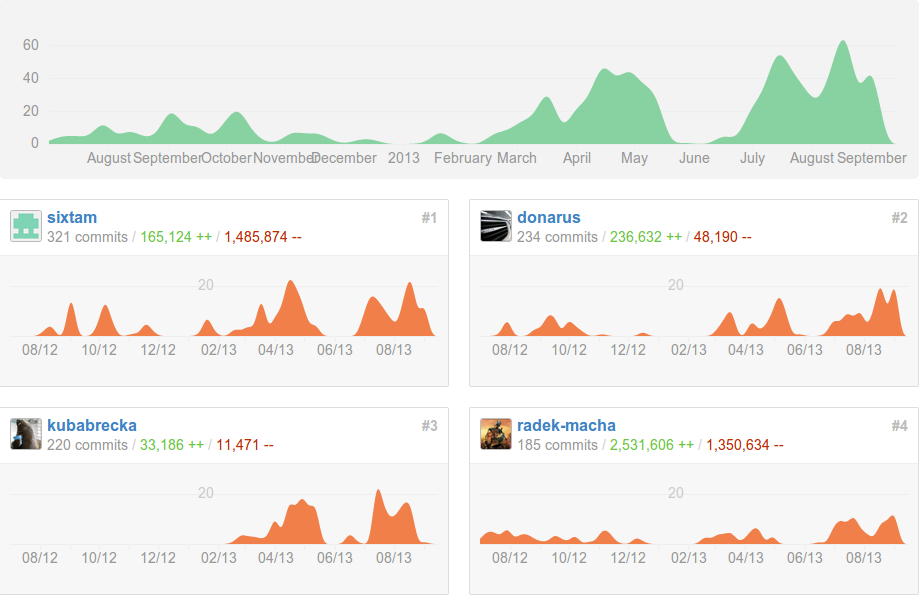 60
40
20
0
August September October November December 2013 February March April May June July August September
sixtam #1
321 commits / 165,124 ++ / 1,485,874 --
20
08/12 10/12 12/12 02/13 04/13 06/13 08/13
donarus #2
234 commits / 236,632 ++ / 48,190 --
20
08/12 10/12 12/12 02/13 04/13 06/13 08/13
kubabrecka #3
220 commits / 33,186 ++ / 11,471 --
20
08/12 10/12 12/12 02/13 04/13 06/13 08/13
radek-macha #4
185 commits / 2,531,606 ++ / 1,350,634 --
20
08/12 10/12 12/12 02/13 04/13 06/13 08/13